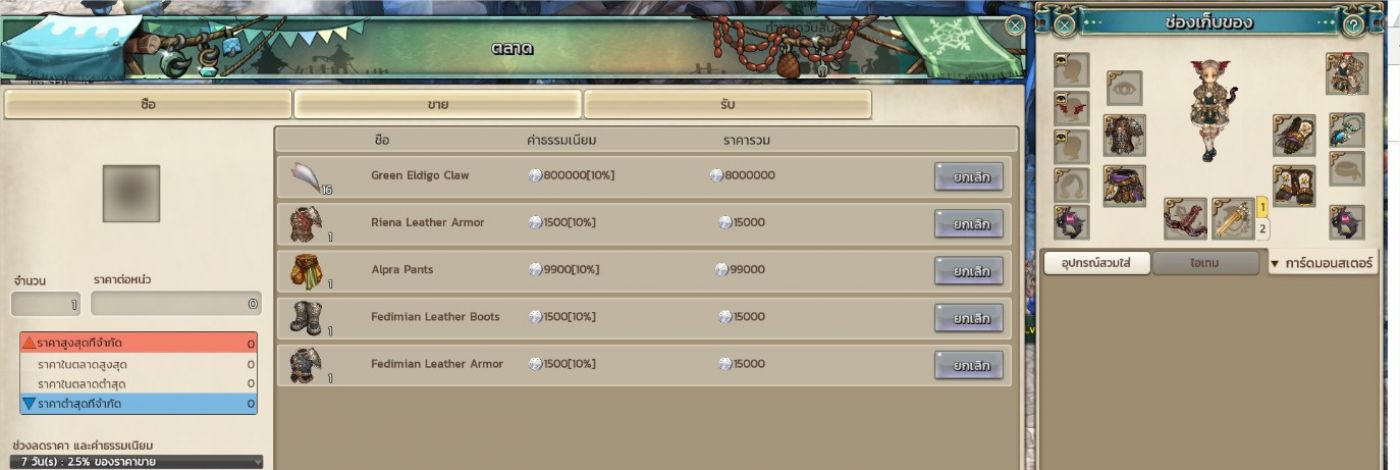 ตลาด
ซื้อ
ขาย
รับ
ชื่อ
ค่าธรรมเนียม
ราคารวม
16
Green Eldigo Claw
800000[10%]
8000000
ยกเลิก
1
Riena Leather Armor
1500[10%]
15000
ยกเลิก
1
Alpra Pants
9900[10%]
99000
ยกเลิก
1
Fedimian Leather Boots
1500[10%]
15000
ยกเลิก
1
Fedimian Leather Armor
1500[10%]
15000
ยกเลิก
จำนวน
ราคาต่อหน่ว
1
0
ราคาสูงสุดที่จำกัด 0
ราคาในตลาดสูงสุด 0
ราคาในตลาดต่ำสุด 0
ราคาต่ำสุดที่จำกัด 0
ช่วงลดราคา และค่าธรรมเนียม
7 วัน(s) : 2.5% ของราคาขาย
ช่องเก็บของ
?
1
2
อุปกรณ์สวมใส่
ไอเทม
การ์ดมอนสเตอร์